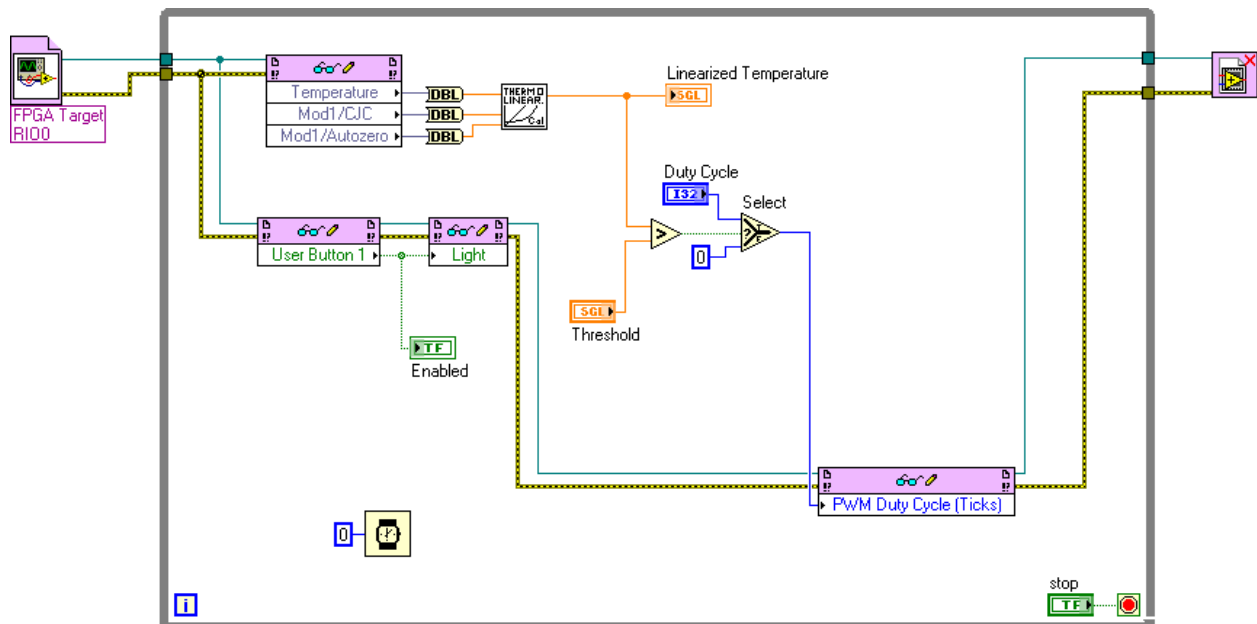 FPGA Target
RIO0
Temperature
Mod1/CJC
Mod1/Autozero
DBL
DBL
DBL
THERMO
LINEAR.
Cal
Linearized Temperature
SGL
Duty Cycle
I32
Select
?
0
>
SGL
Threshold
User Button 1
Light
TF
Enabled
PWM Duty Cycle (Ticks)
0
i
stop
TF